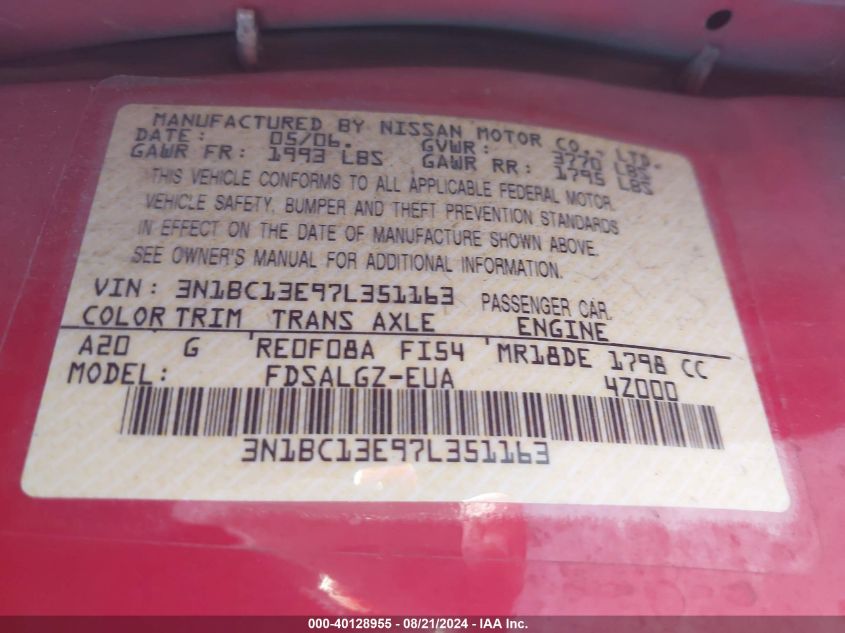 MANUFACTURED BY NISSAN MOTOR CO., LTD.
DATE: 05/06. GVWR: 3770 LBS
GAWR FR: 1993 LBS GAWR RR: 1795 LBS
THIS VEHICLE CONFORMS TO ALL APPLICABLE FEDERAL MOTOR
VEHICLE SAFETY, BUMPER AND THEFT PREVENTION STANDARDS
IN EFFECT ON THE DATE OF MANUFACTURE SHOWN ABOVE.
SEE OWNER'S MANUAL FOR ADDITIONAL INFORMATION.
VIN: 3N1BC13E97L351163 PASSENGER CAR.
COLOR TRIM TRANS AXLE ENGINE
A20 G RE0F08A FI54 MR18DE 1798 CC
MODEL: FDSALGZ-EUA 4Z000
3N1BC13E97L351163
000-40128955 - 08/21/2024 - Copyright IAA, Inc.